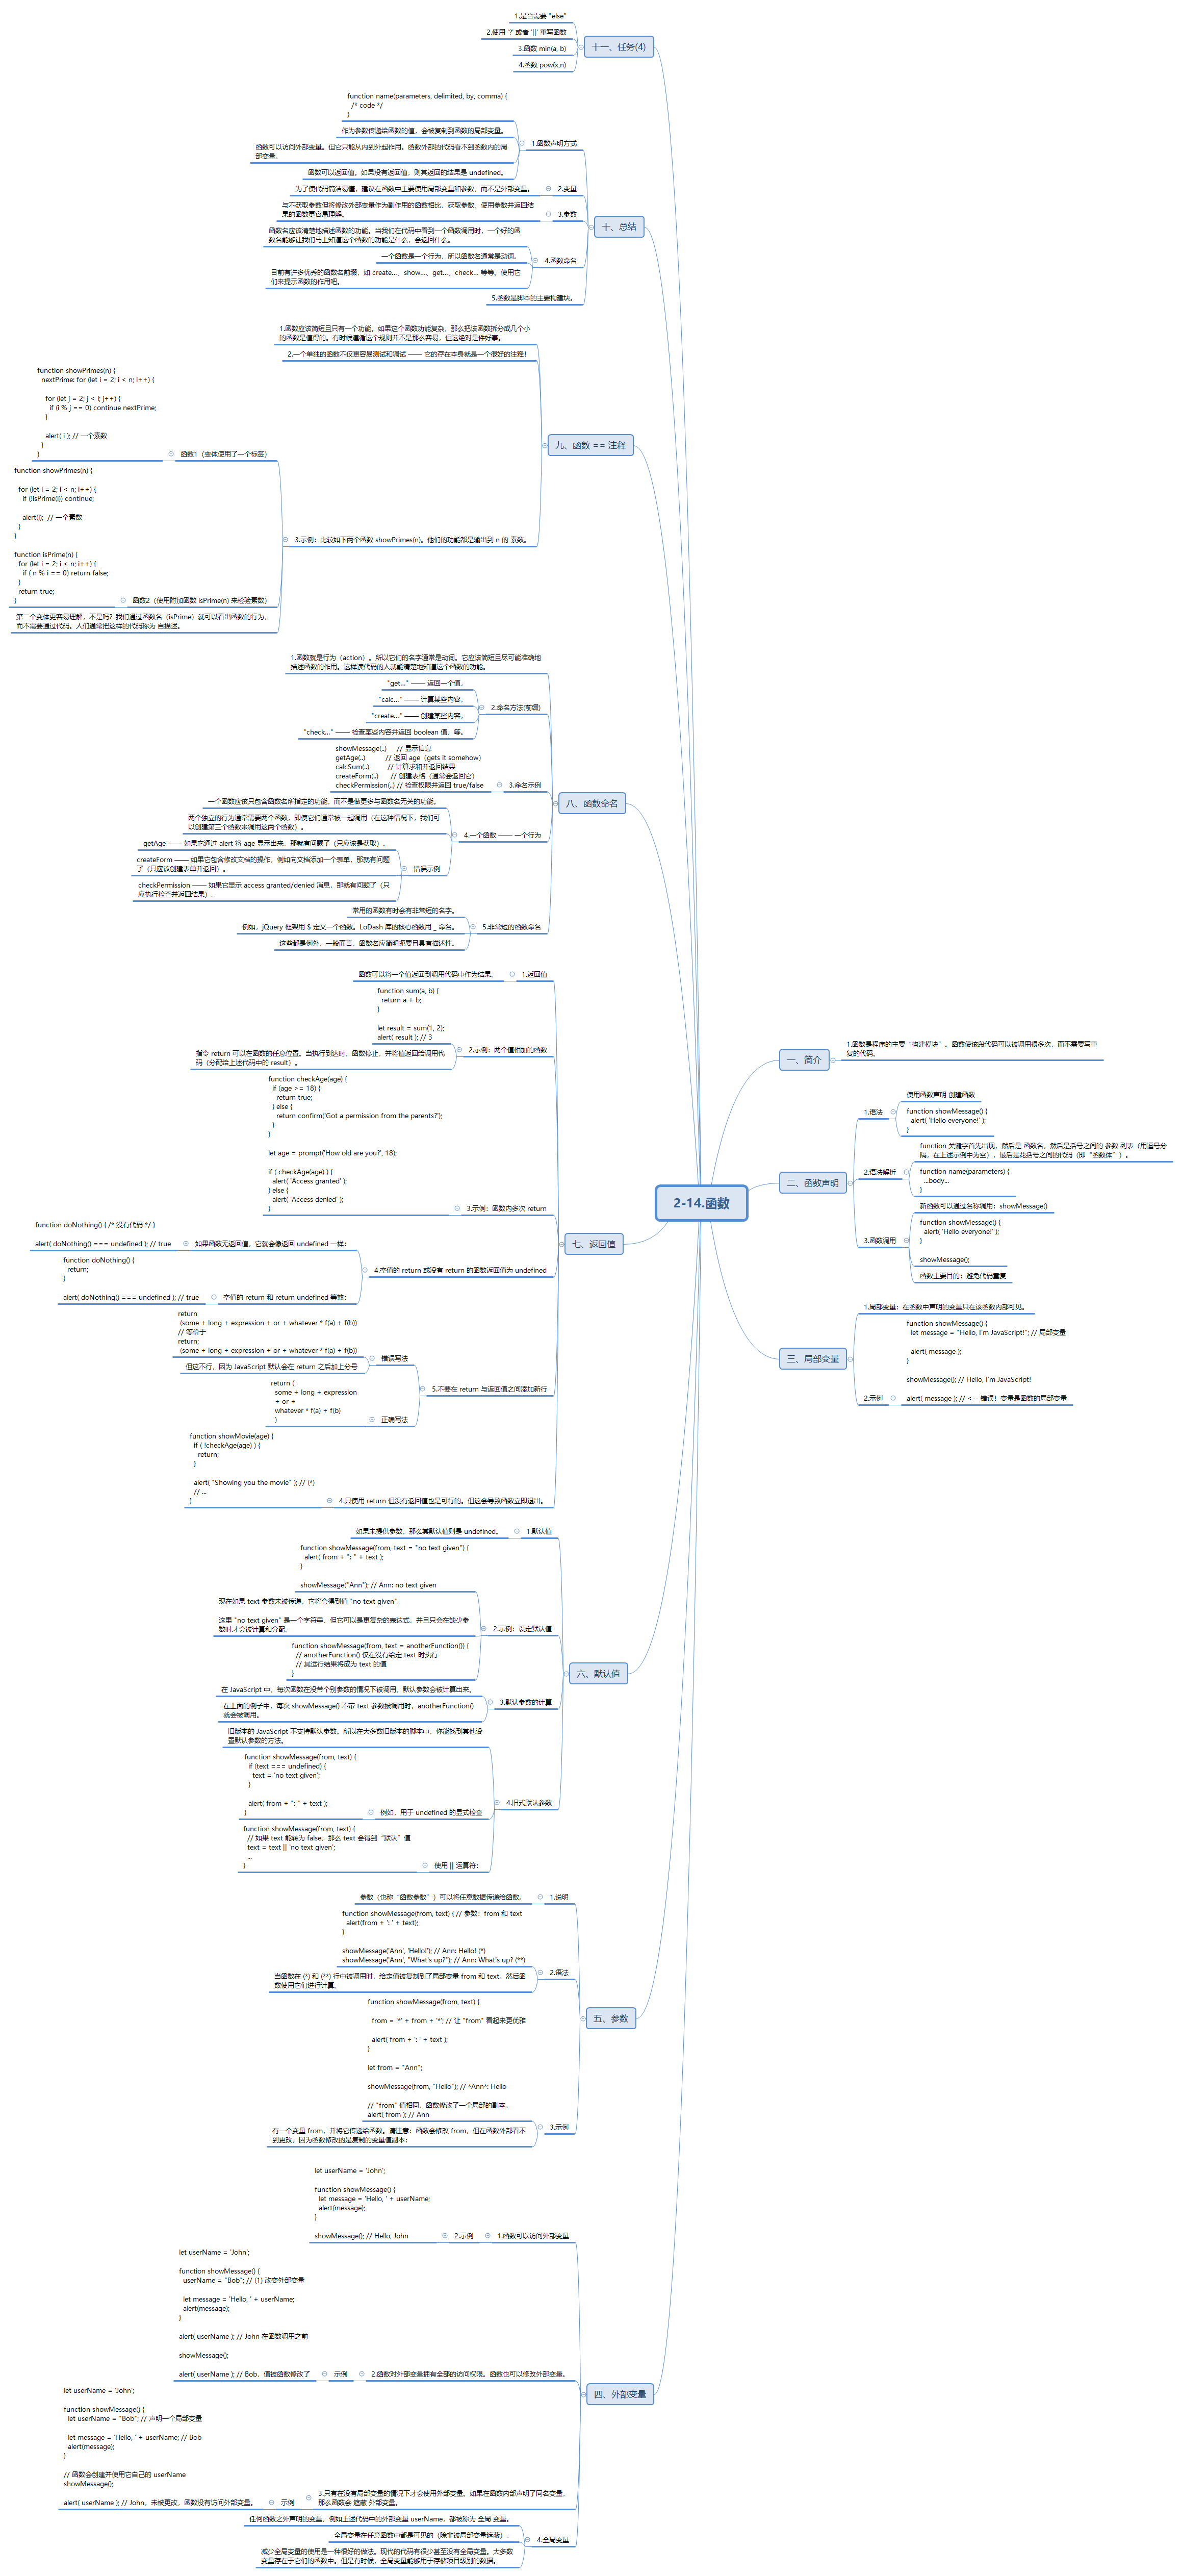 2-14.函数
一、简介
1.函数是程序的主要“构建模块”。函数使该段代码可以被调用很多次，而不需要写重
复的代码。
二、函数声明
1.语法
使用函数声明 创建函数
function showMessage() {
alert( 'Hello everyone!' );
}
2.语法解析
function 关键字首先出现，然后是 函数名，然后是括号之间的 参数 列表（用逗号分
隔，在上述示例中为空），最后是花括号之间的代码（即“函数体”）。
function name(parameters) {
...body...
}
3.函数调用
新函数可以通过名称调用：showMessage()
function showMessage() {
alert( 'Hello everyone!' );
}
showMessage();
函数主要目的：避免代码重复
三、局部变量
1.局部变量：在函数中声明的变量只在该函数内部可见。
2.示例
function showMessage() {
let message = "Hello, I'm JavaScript!"; // 局部变量
alert( message );
}
showMessage(); // Hello, I'm JavaScript!
alert( message ); // <-- 错误！变量是函数的局部变量
四、外部变量
1.函数可以访问外部变量
2.示例
let userName = 'John';
function showMessage() {
let message = 'Hello, ' + userName;
alert(message);
}
showMessage(); // Hello, John
2.函数对外部变量拥有全部的访问权限。函数也可以修改外部变量。
示例
let userName = 'John';
function showMessage() {
userName = "Bob"; // (1) 改变外部变量
let message = 'Hello, ' + userName;
alert(message);
}
alert( userName ); // John 在函数调用之前
showMessage();
alert( userName ); // Bob，值被函数修改了
3.只有在没有局部变量的情况下才会使用外部变量。如果在函数内部声明了同名变量，
那么函数会 遮蔽 外部变量。
示例
let userName = 'John';
function showMessage() {
let userName = "Bob"; // 声明一个局部变量
let message = 'Hello, ' + userName; // Bob
alert(message);
}
// 函数会创建并使用它自己的 userName
showMessage();
alert( userName ); // John，未被更改，函数没有访问外部变量。
4.全局变量
任何函数之外声明的变量，例如上述代码中的外部变量 userName，都被称为 全局 变量。
全局变量在任意函数中都是可见的（除非被局部变量遮蔽）。
减少全局变量的使用是一种很好的做法。现代的代码有很少甚至没有全局变量。大多数
变量存在于它们的函数中。但是有时候，全局变量能够用于存储项目级别的数据。
五、参数
1.说明
参数（也称“函数参数”）可以将任意数据传递给函数。
2.语法
function showMessage(from, text) { // 参数：from 和 text
alert(from + ': ' + text);
}
showMessage('Ann', 'Hello!'); // Ann: Hello! (*)
showMessage('Ann', "What's up?"); // Ann: What's up? (**)
当函数在 (*) 和 (**) 行中被调用时，给定值被复制到了局部变量 from 和 text。然后函
数使用它们进行计算。
3.示例
function showMessage(from, text) {
from = '*' + from + '*'; // 让 "from" 看起来更优雅
alert( from + ': ' + text );
}
let from = "Ann";
showMessage(from, "Hello"); // *Ann*: Hello
// "from" 值相同，函数修改了一个局部的副本。
alert( from ); // Ann
有一个变量 from，并将它传递给函数。请注意：函数会修改 from，但在函数外部看不
到更改，因为函数修改的是复制的变量值副本：
六、默认值
1.默认值
如果未提供参数，那么其默认值则是 undefined。
2.示例：设定默认值
function showMessage(from, text = "no text given") {
alert( from + ": " + text );
}
showMessage("Ann"); // Ann: no text given
现在如果 text 参数未被传递，它将会得到值 "no text given"。
这里 "no text given" 是一个字符串，但它可以是更复杂的表达式，并且只会在缺少参
数时才会被计算和分配。
function showMessage(from, text = anotherFunction()) {
// anotherFunction() 仅在没有给定 text 时执行
// 其运行结果将成为 text 的值
}
3.默认参数的计算
在 JavaScript 中，每次函数在没带个别参数的情况下被调用，默认参数会被计算出来。
在上面的例子中，每次 showMessage() 不带 text 参数被调用时，anotherFunction()
就会被调用。
4.旧式默认参数
旧版本的 JavaScript 不支持默认参数。所以在大多数旧版本的脚本中，你能找到其他设
置默认参数的方法。
例如，用于 undefined 的显式检查
function showMessage(from, text) {
if (text === undefined) {
text = 'no text given';
}
alert( from + ": " + text );
}
使用 || 运算符：
function showMessage(from, text) {
// 如果 text 能转为 false，那么 text 会得到“默认”值
text = text || 'no text given';
...
}
七、返回值
1.返回值
函数可以将一个值返回到调用代码中作为结果。
2.示例：两个值相加的函数
function sum(a, b) {
return a + b;
}
let result = sum(1, 2);
alert( result ); // 3
指令 return 可以在函数的任意位置。当执行到达时，函数停止，并将值返回给调用代
码（分配给上述代码中的 result）。
3.示例：函数内多次 return
function checkAge(age) {
if (age >= 18) {
return true;
} else {
return confirm('Got a permission from the parents?');
}
}
let age = prompt('How old are you?', 18);
if ( checkAge(age) ) {
alert( 'Access granted' );
} else {
alert( 'Access denied' );
}
4.空值的 return 或没有 return 的函数返回值为 undefined
如果函数无返回值，它就会像返回 undefined 一样：
function doNothing() { /* 没有代码 */ }
alert( doNothing() === undefined ); // true
空值的 return 和 return undefined 等效：
function doNothing() {
return;
}
alert( doNothing() === undefined ); // true
5.不要在 return 与返回值之间添加新行
错误写法
return
(some + long + expression + or + whatever * f(a) + f(b))
// 等价于
return;
(some + long + expression + or + whatever * f(a) + f(b))
但这不行，因为 JavaScript 默认会在 return 之后加上分号
正确写法
return (
some + long + expression
+ or +
whatever * f(a) + f(b)
)
4.只使用 return 但没有返回值也是可行的。但这会导致函数立即退出。
function showMovie(age) {
if ( !checkAge(age) ) {
return;
}
alert( "Showing you the movie" ); // (*)
// ...
}
八、函数命名
1.函数就是行为（action）。所以它们的名字通常是动词。它应该简短且尽可能准确地
描述函数的作用。这样读代码的人就能清楚地知道这个函数的功能。
2.命名方法(前缀)
"get…" —— 返回一个值，
"calc…" —— 计算某些内容，
"create…" —— 创建某些内容，
"check…" —— 检查某些内容并返回 boolean 值，等。
3.命名示例
showMessage(..) // 显示信息
getAge(..) // 返回 age（gets it somehow）
calcSum(..) // 计算求和并返回结果
createForm(..) // 创建表格（通常会返回它）
checkPermission(..) // 检查权限并返回 true/false
4.一个函数 —— 一个行为
一个函数应该只包含函数名所指定的功能，而不是做更多与函数名无关的功能。
两个独立的行为通常需要两个函数，即使它们通常被一起调用（在这种情况下，我们可
以创建第三个函数来调用这两个函数）。
错误示例
getAge —— 如果它通过 alert 将 age 显示出来，那就有问题了（只应该是获取）。
createForm —— 如果它包含修改文档的操作，例如向文档添加一个表单，那就有问题
了（只应该创建表单并返回）。
checkPermission —— 如果它显示 access granted/denied 消息，那就有问题了（只
应执行检查并返回结果）。
5.非常短的函数命名
常用的函数有时会有非常短的名字。
例如，jQuery 框架用 $ 定义一个函数。LoDash 库的核心函数用 _ 命名。
这些都是例外，一般而言，函数名应简明扼要且具有描述性。
九、函数 == 注释
1.函数应该简短且只有一个功能。如果这个函数功能复杂，那么把该函数拆分成几个小
的函数是值得的。有时候遵循这个规则并不是那么容易，但这绝对是件好事。
2.一个单独的函数不仅更容易测试和调试 —— 它的存在本身就是一个很好的注释！
3.示例：比较如下两个函数 showPrimes(n)。他们的功能都是输出到 n 的 素数。
函数1（变体使用了一个标签）
function showPrimes(n) {
nextPrime: for (let i = 2; i < n; i++) {
for (let j = 2; j < i; j++) {
if (i % j == 0) continue nextPrime;
}
alert( i ); // 一个素数
}
}
函数2（使用附加函数 isPrime(n) 来检验素数）
function showPrimes(n) {
for (let i = 2; i < n; i++) {
if (!isPrime(i)) continue;
alert(i); // 一个素数
}
}
function isPrime(n) {
for (let i = 2; i < n; i++) {
if ( n % i == 0) return false;
}
return true;
}
第二个变体更容易理解，不是吗？我们通过函数名（isPrime）就可以看出函数的行为，
而不需要通过代码。人们通常把这样的代码称为 自描述。
十、总结
1.函数声明方式
function name(parameters, delimited, by, comma) {
/* code */
}
作为参数传递给函数的值，会被复制到函数的局部变量。
函数可以访问外部变量。但它只能从内到外起作用。函数外部的代码看不到函数内的局
部变量。
函数可以返回值。如果没有返回值，则其返回的结果是 undefined。
2.变量
为了使代码简洁易懂，建议在函数中主要使用局部变量和参数，而不是外部变量。
3.参数
与不获取参数但将修改外部变量作为副作用的函数相比，获取参数、使用参数并返回结
果的函数更容易理解。
4.函数命名
函数名应该清楚地描述函数的功能。当我们在代码中看到一个函数调用时，一个好的函
数名能够让我们马上知道这个函数的功能是什么，会返回什么。
一个函数是一个行为，所以函数名通常是动词。
目前有许多优秀的函数名前缀，如 create…、show…、get…、check… 等等。使用它
们来提示函数的作用吧。
5.函数是脚本的主要构建块。
十一、任务(4)
1.是否需要 “else”
2.使用 '?' 或者 '||' 重写函数
3.函数 min(a, b)
4.函数 pow(x,n)